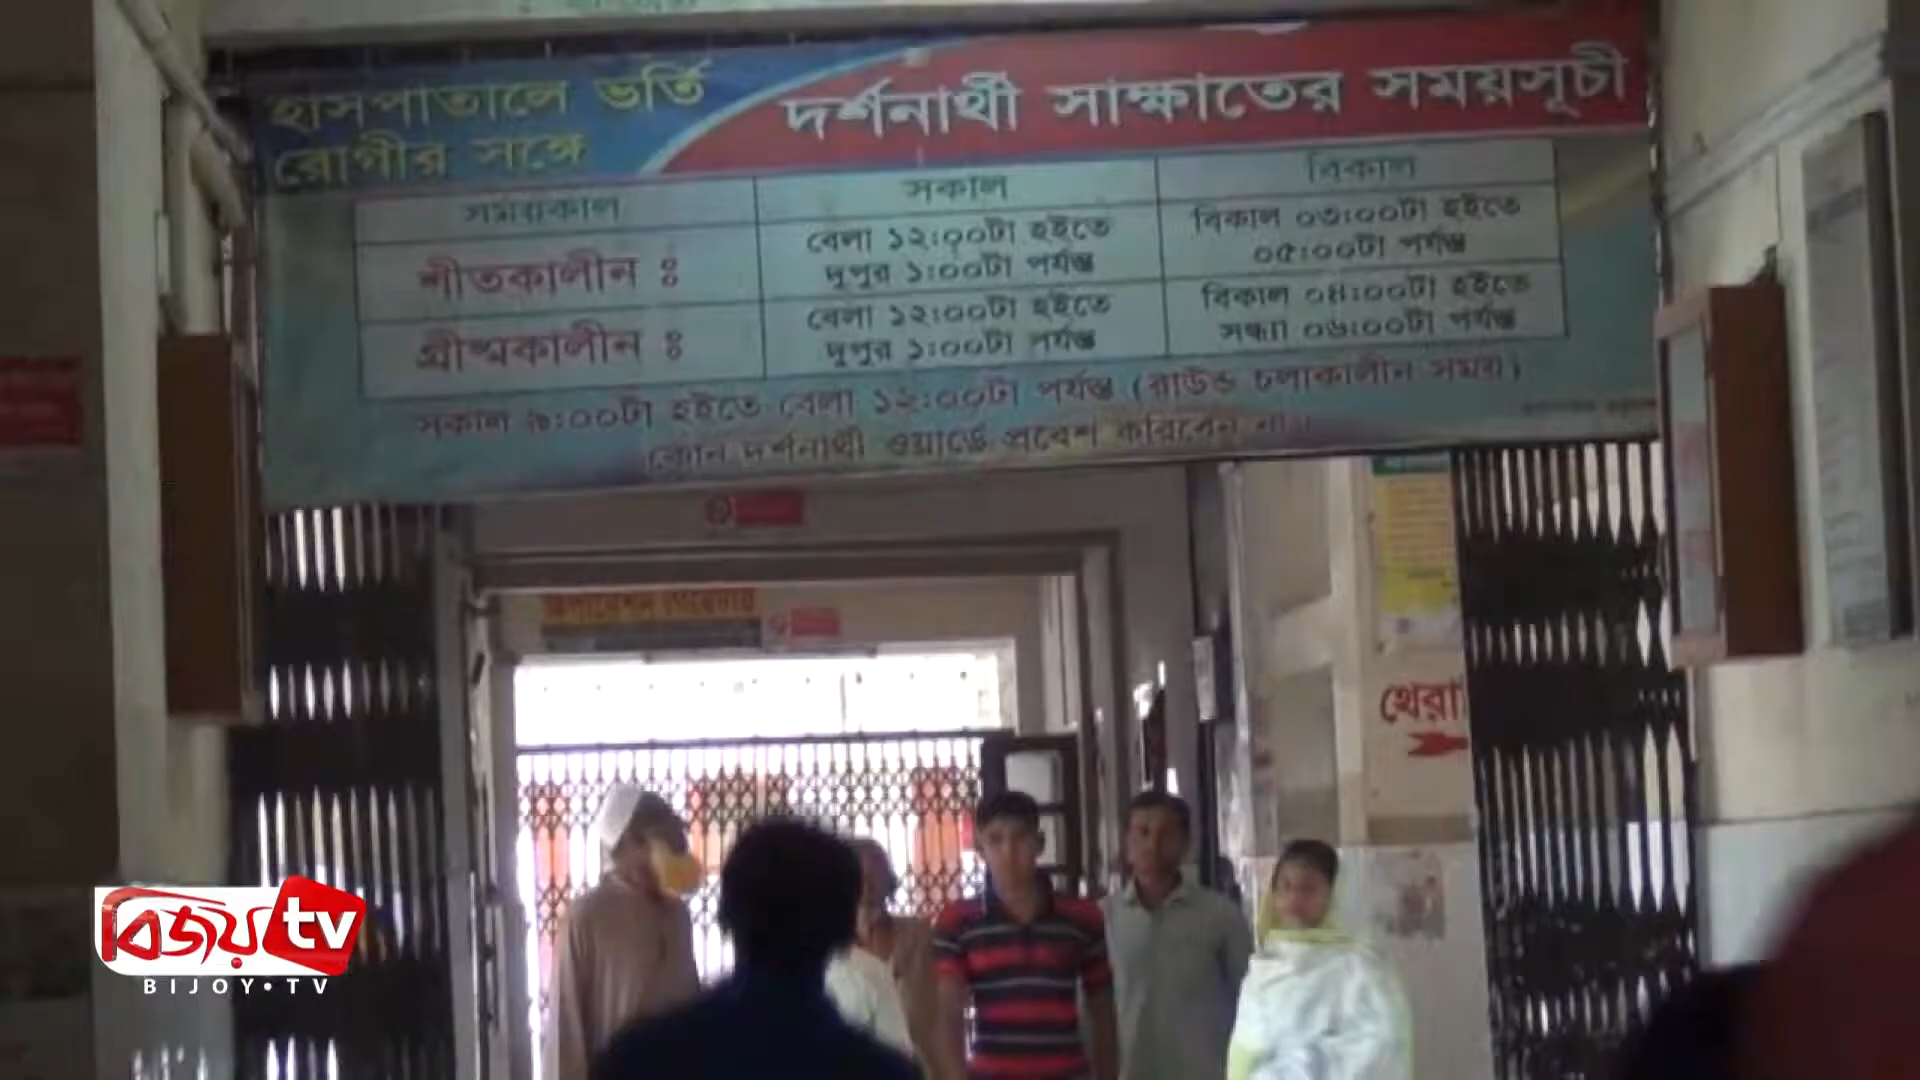 হাসপাতালে ভর্তি
রোগীর সঙ্গে
দর্শনার্থী সাক্ষাতের সময়সূচী
সময়কাল
সকাল
বিকাল
শীতকালীন ঃ
বেলা ১২:০০টা হইতে
দুপুর ১:০০টা পর্যন্ত
বিকাল ০৩:০০টা হইতে
০৫:০০টা পর্যন্ত
গ্রীষ্মকালীন ঃ
বেলা ১২:০০টা হইতে
দুপুর ১:০০টা পর্যন্ত
বিকাল ০৪:০০টা হইতে
সন্ধ্যা ০৬:০০টা পর্যন্ত
সকাল ৯:০০টা হইতে বেলা ১২:০০টা পর্যন্ত (রাউন্ড চলাকালীন সময়)
কোন দর্শনার্থী ওয়ার্ডে প্রবেশ করিবেন না।
অপারেশন থিয়েটার
থেরা
বিজয় tv
BIJOY•TV